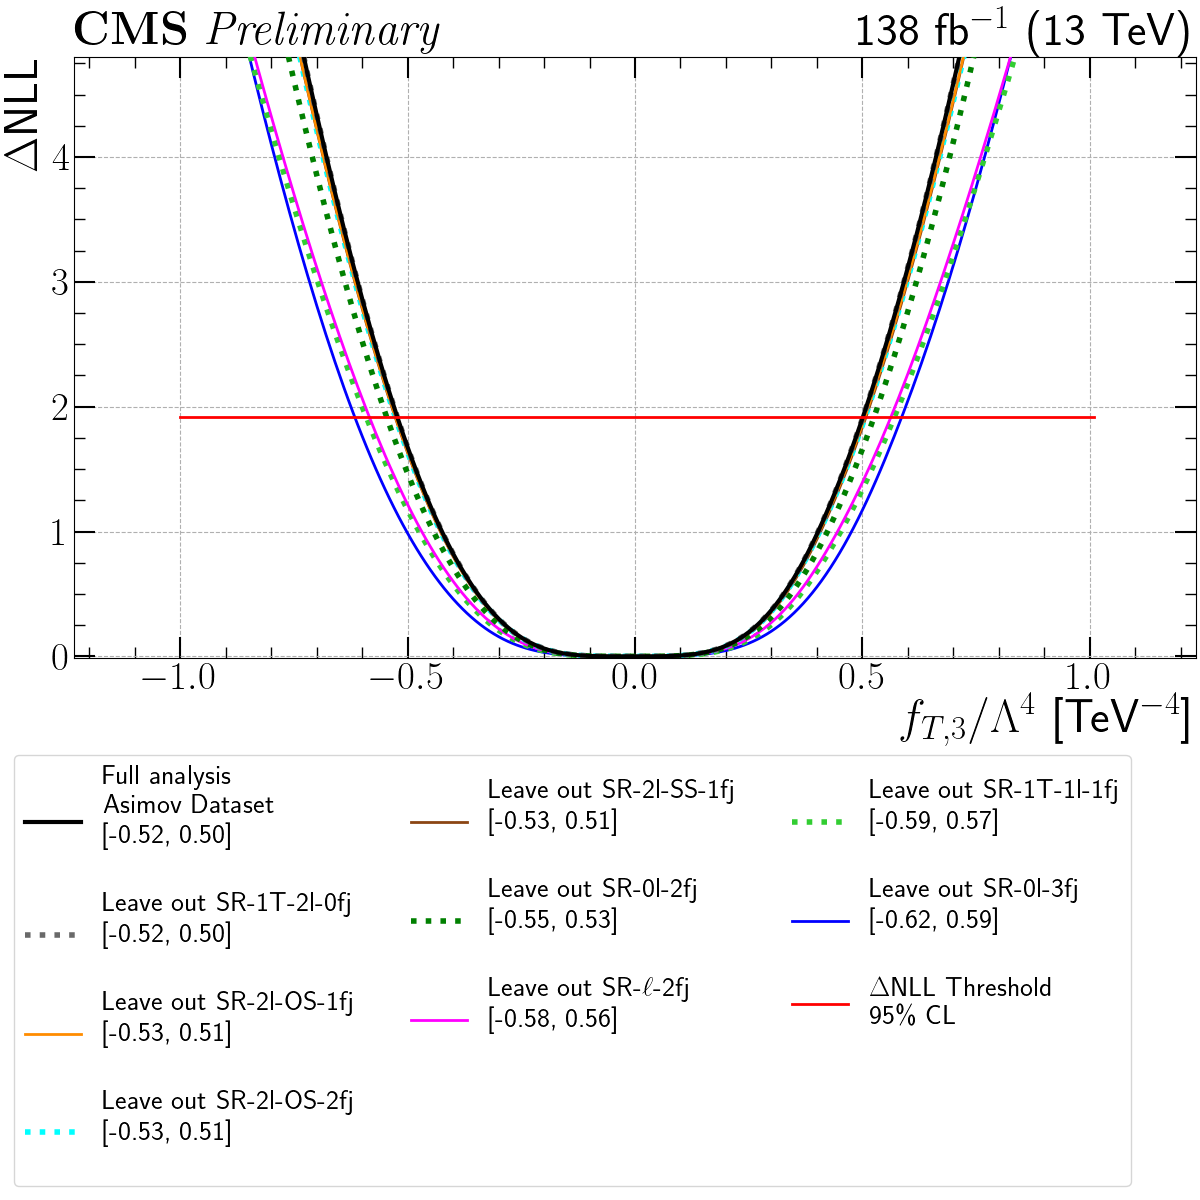 CMS Preliminary
138 fb⁻¹ (13 TeV)
ΔNLL
4
3
2
1
0
−1.0 −0.5 0.0 0.5 1.0
f_{T,3}/Λ⁴ [TeV⁻⁴]
Full analysis
Asimov Dataset
[-0.52, 0.50]
Leave out SR-1T-2l-0fj
[-0.52, 0.50]
Leave out SR-2l-OS-1fj
[-0.53, 0.51]
Leave out SR-2l-OS-2fj
[-0.53, 0.51]
Leave out SR-2l-SS-1fj
[-0.53, 0.51]
Leave out SR-0l-2fj
[-0.55, 0.53]
Leave out SR-ℓ-2fj
[-0.58, 0.56]
Leave out SR-1T-1l-1fj
[-0.59, 0.57]
Leave out SR-0l-3fj
[-0.62, 0.59]
ΔNLL Threshold
95% CL